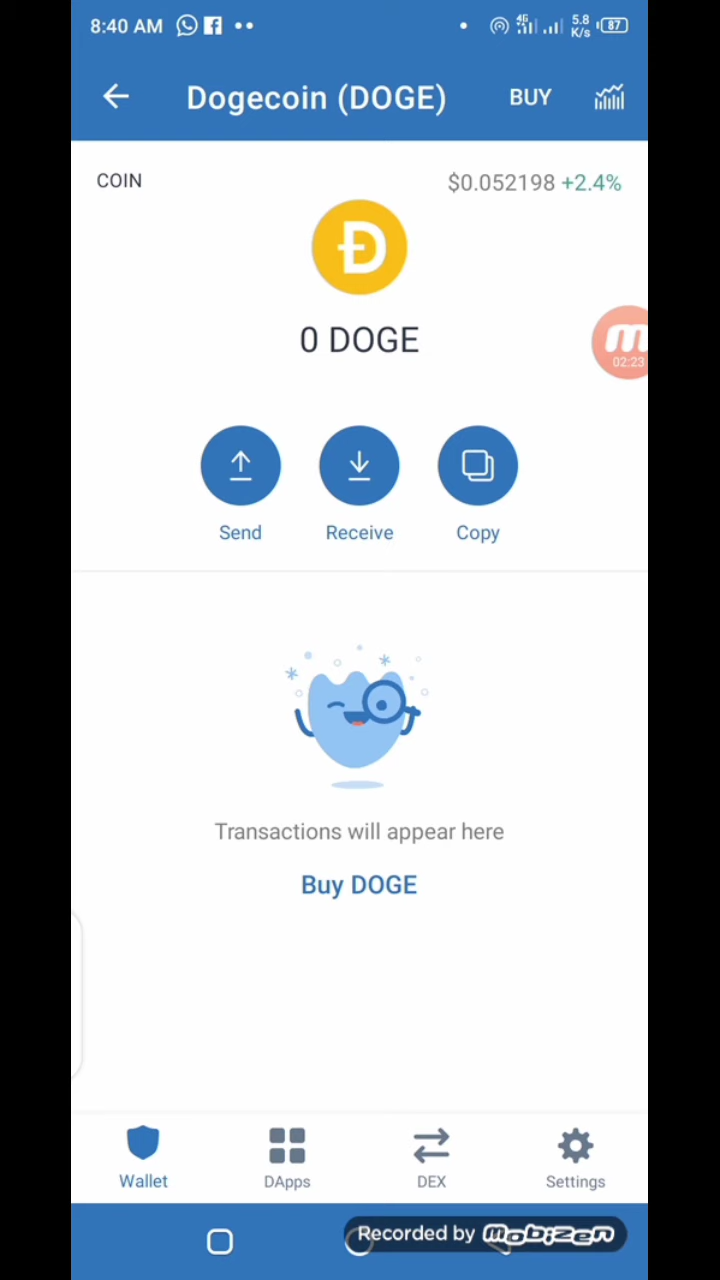 8:40 AM 4G 5.8 K/s 87
Dogecoin (DOGE) BUY
COIN $0.052198 +2.4%
0 DOGE
02:23
Send Receive Copy
Transactions will appear here
Buy DOGE
Wallet DApps DEX Settings
Recorded by mobizen